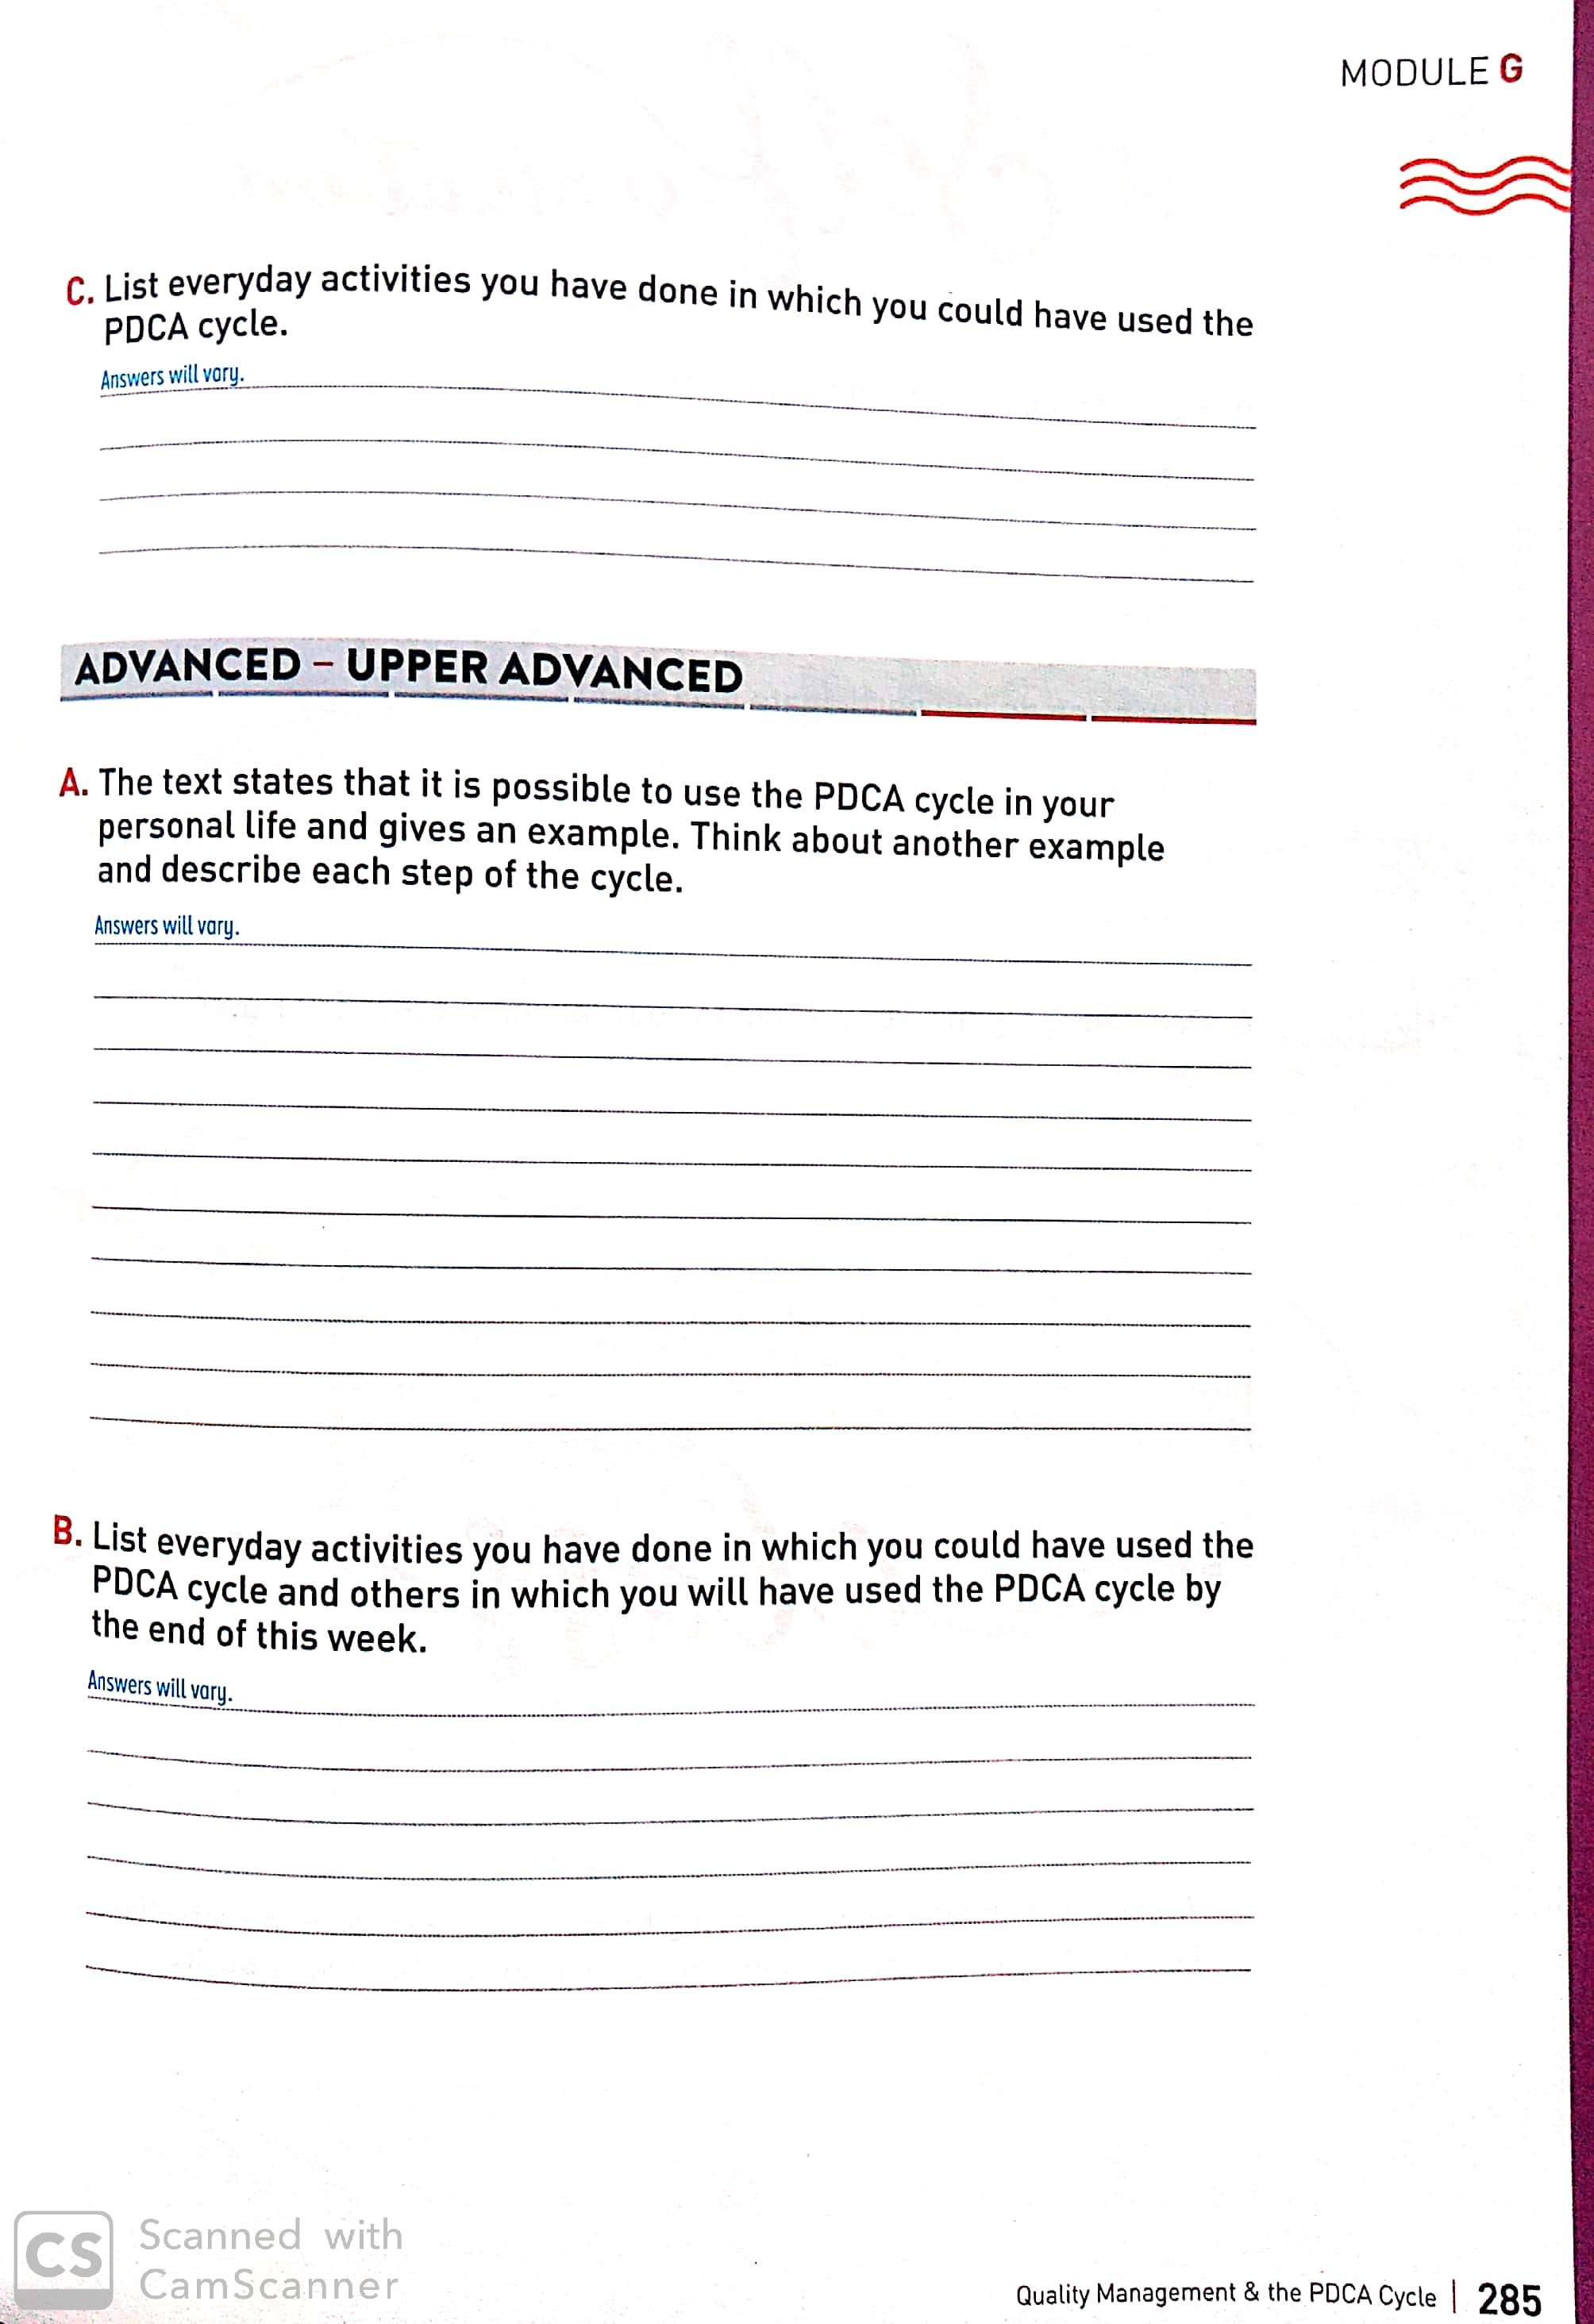 MODULE G
C. List everyday activities you have done in which you could have used the
PDCA cycle.
Answers will vary.
ADVANCED – UPPER ADVANCED
A. The text states that it is possible to use the PDCA cycle in your
personal life and gives an example. Think about another example
and describe each step of the cycle.
Answers will vary.
B. List everyday activities you have done in which you could have used the
PDCA cycle and others in which you will have used the PDCA cycle by
the end of this week.
Answers will vary.
CS Scanned with
CamScanner
Quality Management & the PDCA Cycle | 285